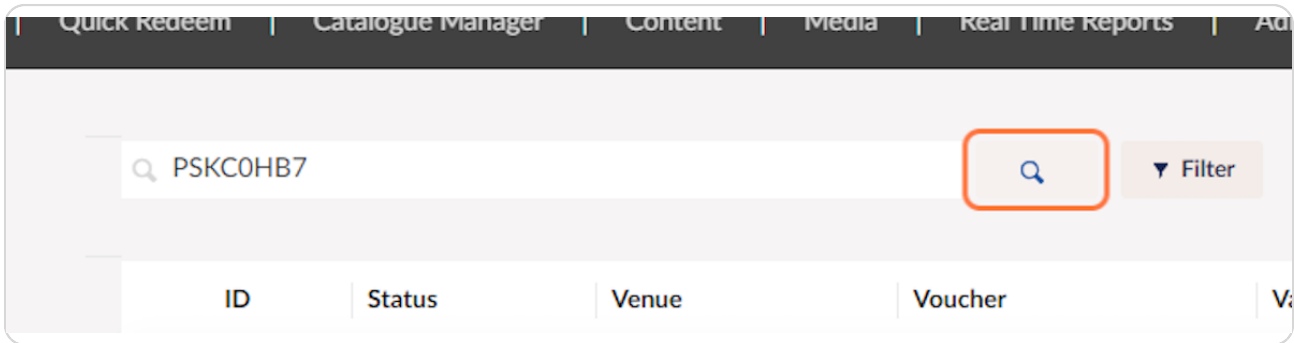 Quick Redeem | Catalogue Manager | Content | Media | Real Time Reports |
PSKC0HB7 Filter
ID Status Venue Voucher